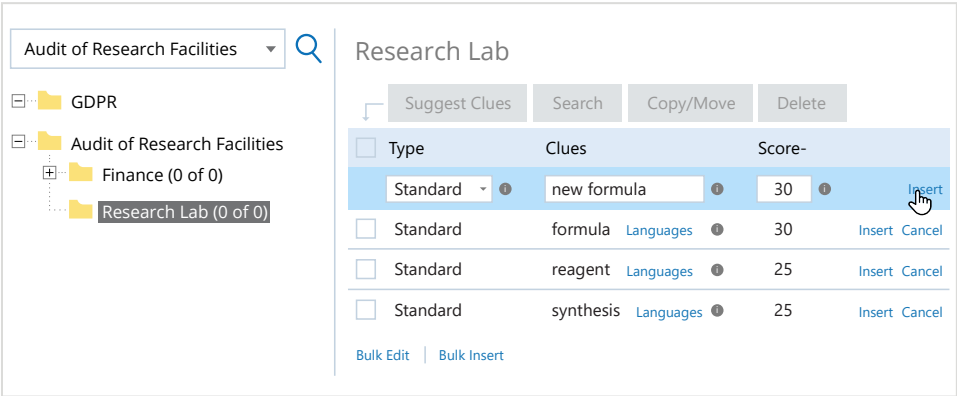 Audit of Research Facilities
GDPR
Audit of Research Facilities
Finance (0 of 0)
Research Lab (0 of 0)
Research Lab
Suggest Clues Search Copy/Move Delete
Type Clues Score-
Standard new formula 30 Insert
Standard formula Languages 30 Insert Cancel
Standard reagent Languages 25 Insert Cancel
Standard synthesis Languages 25 Insert Cancel
Bulk Edit Bulk Insert